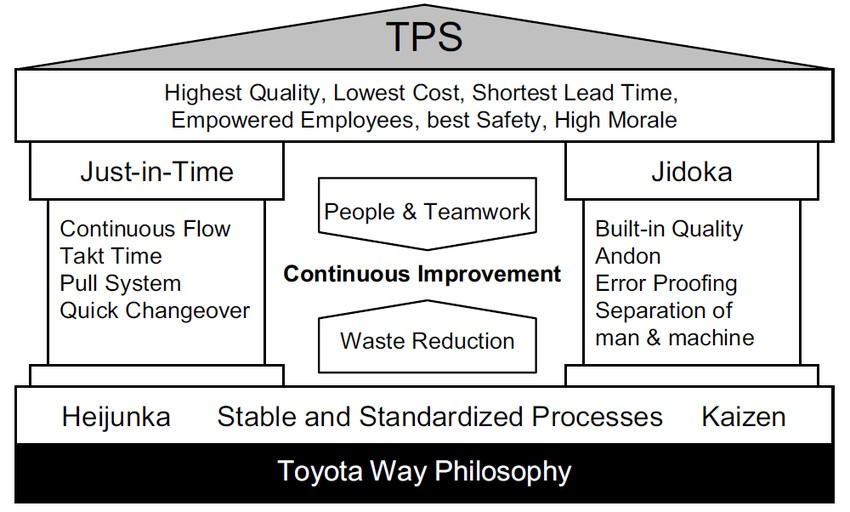 TPS
Highest Quality, Lowest Cost, Shortest Lead Time,
Empowered Employees, best Safety, High Morale
Just-in-Time
Continuous Flow
Takt Time
Pull System
Quick Changeover
People & Teamwork
Continuous Improvement
Waste Reduction
Jidoka
Built-in Quality
Andon
Error Proofing
Separation of
man & machine
Heijunka Stable and Standardized Processes Kaizen
Toyota Way Philosophy